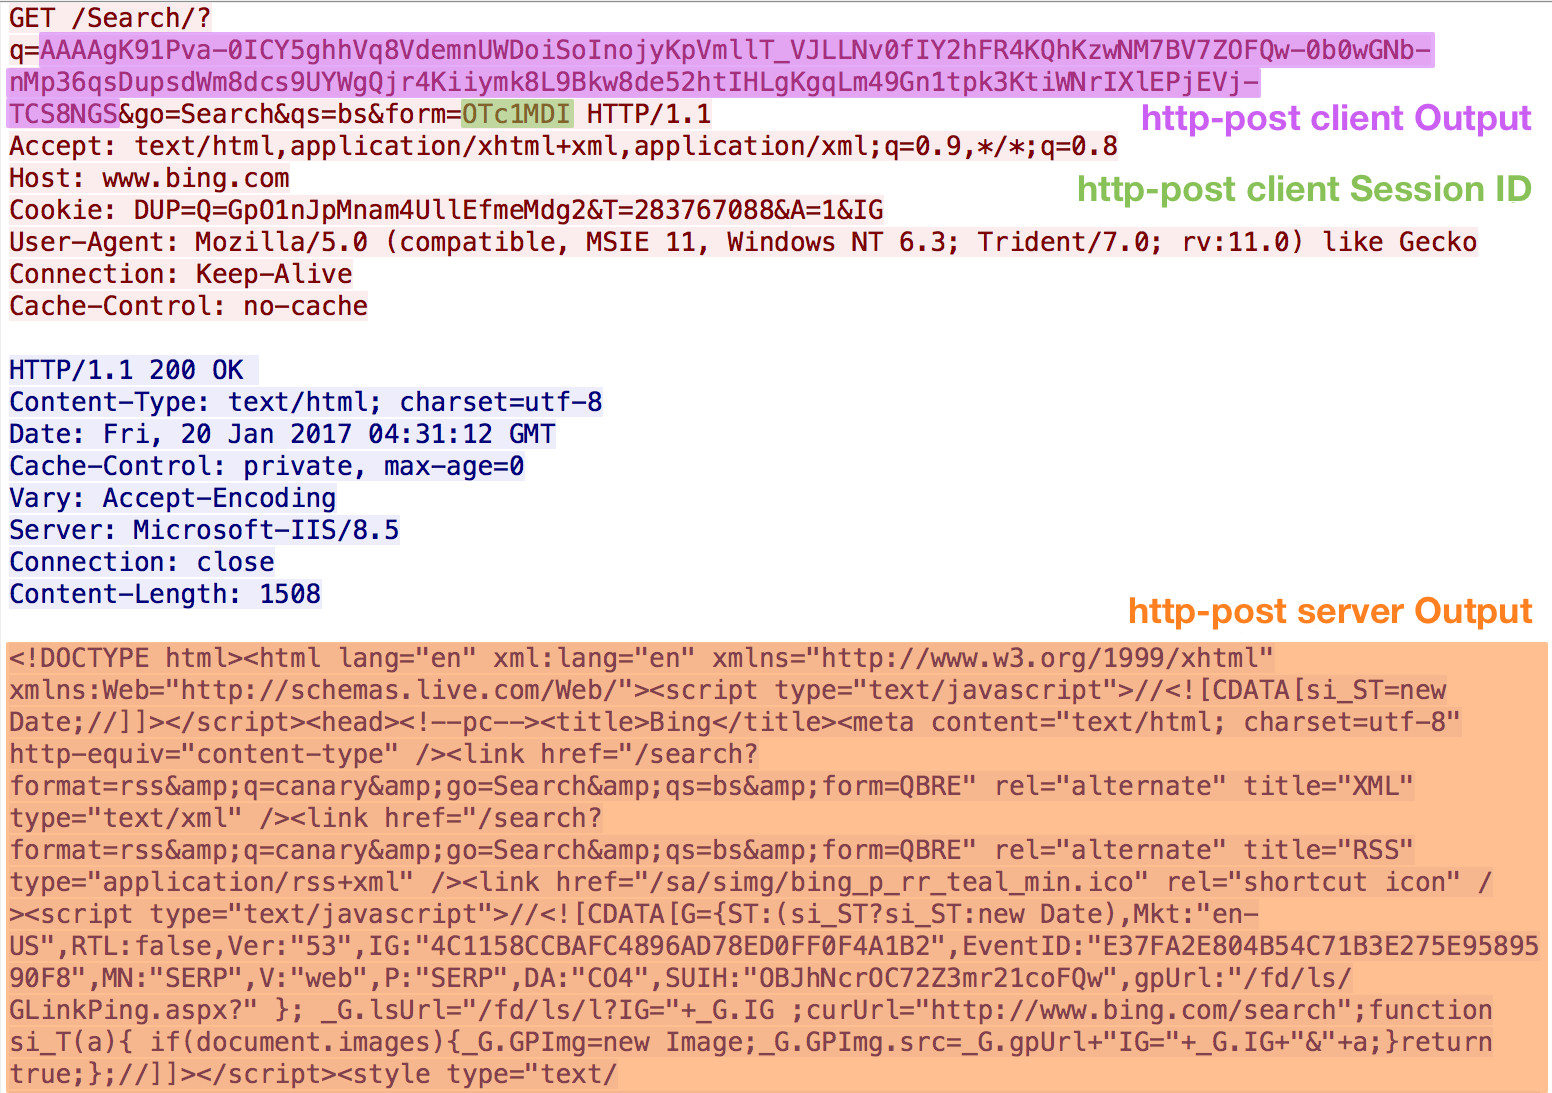 GET /Search/?
q=AAAAgK91Pva-0ICY5ghhVq8VdemnUWDoiSoInojyKpVmllT_VJLLNv0fIY2hFR4KQhKzwNM7BV7ZOFQw-0b0wGNb-
nMp36qsDupsdWm8dcs9UYWgQjr4Kiiymk8L9Bkw8de52htIHLgKgqLm49Gn1tpk3KtiWNrIXlEPjEVj-
TCS8NGS&go=Search&qs=bs&form=OTc1MDI HTTP/1.1
http-post client Output
Accept: text/html,application/xhtml+xml,application/xml;q=0.9,*/*;q=0.8
Host: www.bing.com
http-post client Session ID
Cookie: DUP=Q=GpO1nJpMnam4UllEfmeMdg2&T=283767088&A=1&IG
User-Agent: Mozilla/5.0 (compatible, MSIE 11, Windows NT 6.3; Trident/7.0; rv:11.0) like Gecko
Connection: Keep-Alive
Cache-Control: no-cache
HTTP/1.1 200 OK
Content-Type: text/html; charset=utf-8
Date: Fri, 20 Jan 2017 04:31:12 GMT
Cache-Control: private, max-age=0
Vary: Accept-Encoding
Server: Microsoft-IIS/8.5
Connection: close
Content-Length: 1508
http-post server Output
<!DOCTYPE html><html lang="en" xml:lang="en" xmlns="http://www.w3.org/1999/xhtml"
xmlns:Web="http://schemas.live.com/Web/"><script type="text/javascript">//<![CDATA[si_ST=new
Date;//]]></script><head><!--pc--><title>Bing</title><meta content="text/html; charset=utf-8"
http-equiv="content-type" /><link href="/search?
format=rss&amp;q=canary&amp;go=Search&amp;qs=bs&amp;form=QBRE" rel="alternate" title="XML"
type="text/xml" /><link href="/search?
format=rss&amp;q=canary&amp;go=Search&amp;qs=bs&amp;form=QBRE" rel="alternate" title="RSS"
type="application/rss+xml" /><link href="/sa/simg/bing_p_rr_teal_min.ico" rel="shortcut icon" /
><script type="text/javascript">//<![CDATA[G={ST:(si_ST?si_ST:new Date),Mkt:"en-
US",RTL:false,Ver:"53",IG:"4C1158CCBAFC4896AD78ED0FF0F4A1B2",EventID:"E37FA2E804B54C71B3E275E95895
90F8",MN:"SERP",V:"web",P:"SERP",DA:"CO4",SUIH:"OBJhNcrOC72Z3mr21coFQw",gpUrl:"/fd/ls/
GLinkPing.aspx?" }; _G.lsUrl="/fd/ls/l?IG="+_G.IG ;curUrl="http://www.bing.com/search";function
si_T(a){ if(document.images){_G.GPImg=new Image;_G.GPImg.src=_G.gpUrl+"IG="+_G.IG+"&"+a;}return
true;};//]]></script><style type="text/